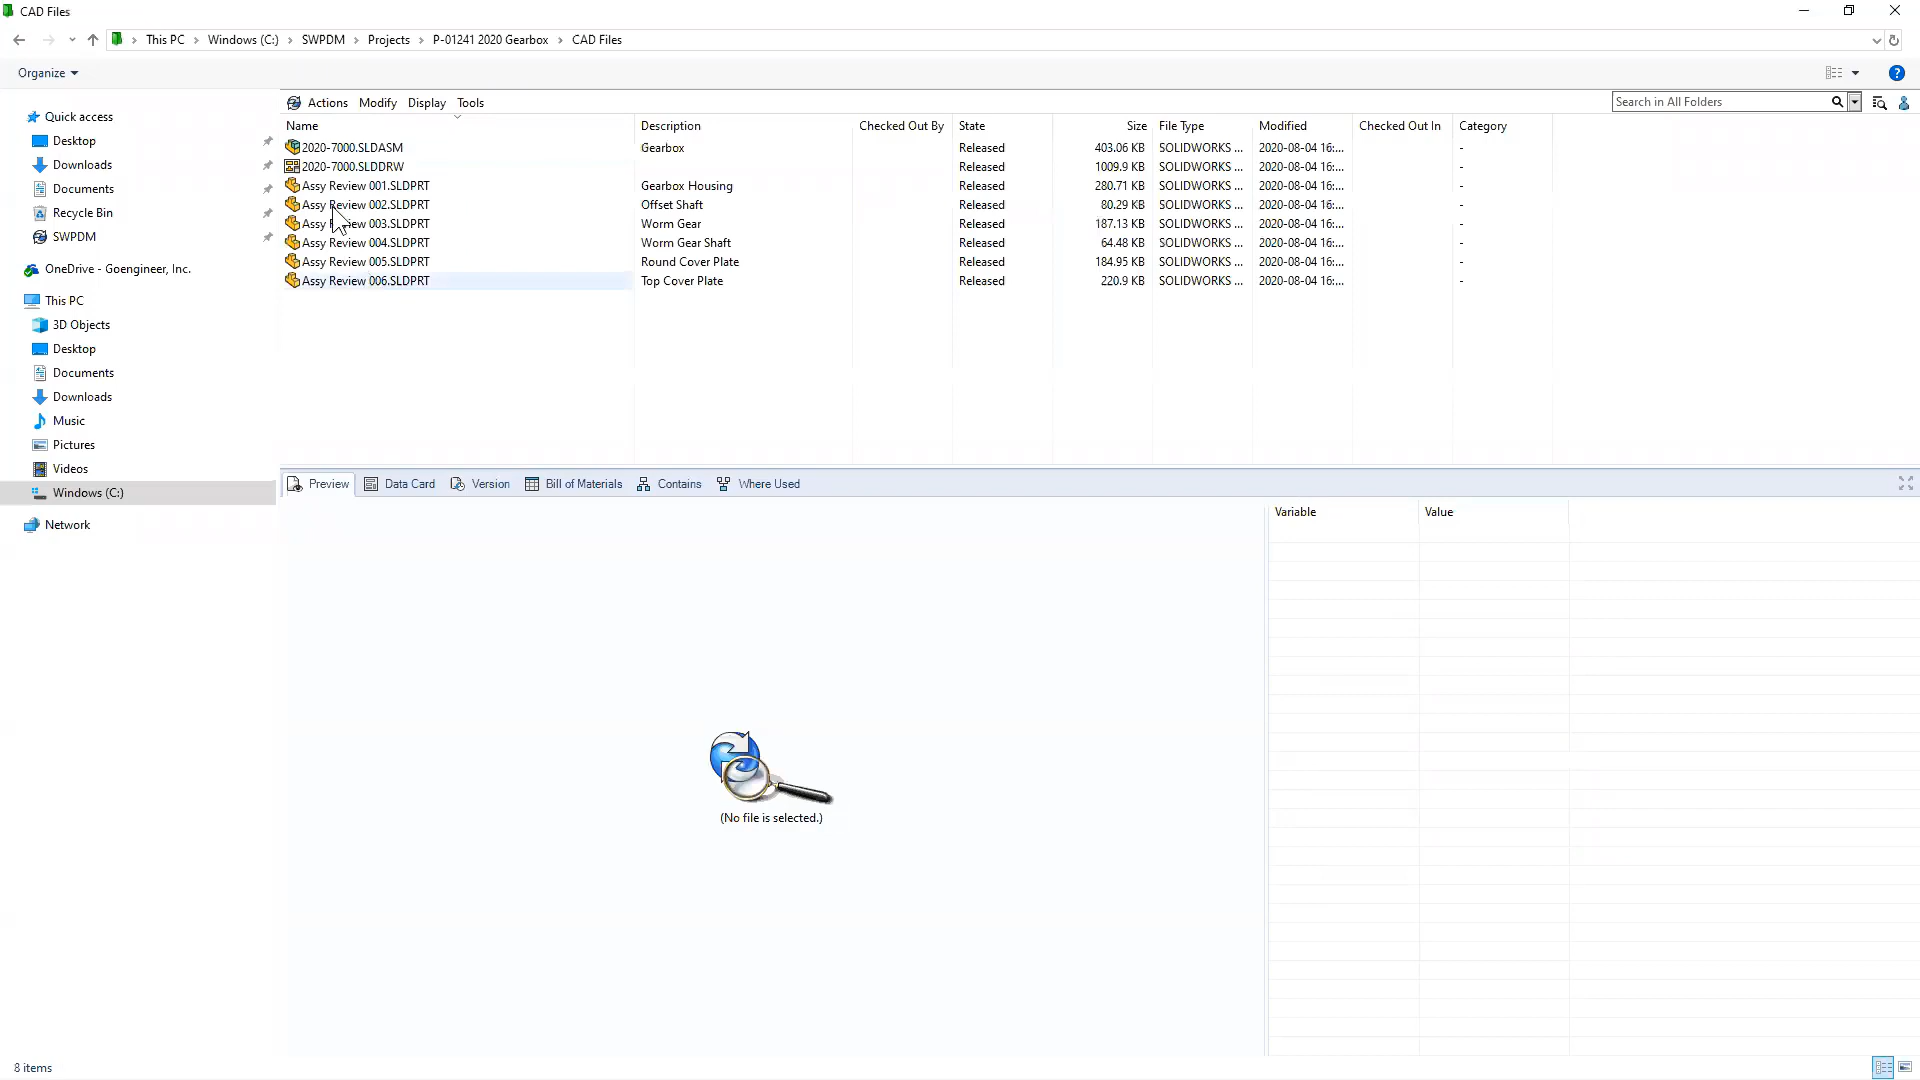 CAD Files
This PC > Windows (C:) > SWPDM > Projects > P-01241 2020 Gearbox > CAD Files
Organize
Quick access
Desktop
Downloads
Documents
Recycle Bin
SWPDM
OneDrive - Goengineer, Inc.
This PC
3D Objects
Desktop
Documents
Downloads
Music
Pictures
Videos
Windows (C:)
Network
Actions Modify Display Tools
Search in All Folders
Name Description Checked Out By State Size File Type Modified Checked Out In Category
2020-7000.SLDASM Gearbox Released 403.06 KB SOLIDWORKS ... 2020-08-04 16:... -
2020-7000.SLDDRW Released 1009.9 KB SOLIDWORKS ... 2020-08-04 16:... -
Assy Review 001.SLDPRT Gearbox Housing Released 280.71 KB SOLIDWORKS ... 2020-08-04 16:... -
Assy Review 002.SLDPRT Offset Shaft Released 80.29 KB SOLIDWORKS ... 2020-08-04 16:... -
Assy Review 003.SLDPRT Worm Gear Released 187.13 KB SOLIDWORKS ... 2020-08-04 16:... -
Assy Review 004.SLDPRT Worm Gear Shaft Released 64.48 KB SOLIDWORKS ... 2020-08-04 16:... -
Assy Review 005.SLDPRT Round Cover Plate Released 184.95 KB SOLIDWORKS ... 2020-08-04 16:... -
Assy Review 006.SLDPRT Top Cover Plate Released 220.9 KB SOLIDWORKS ... 2020-08-04 16:... -
Preview Data Card Version Bill of Materials Contains Where Used
Variable Value
(No file is selected.)
8 items